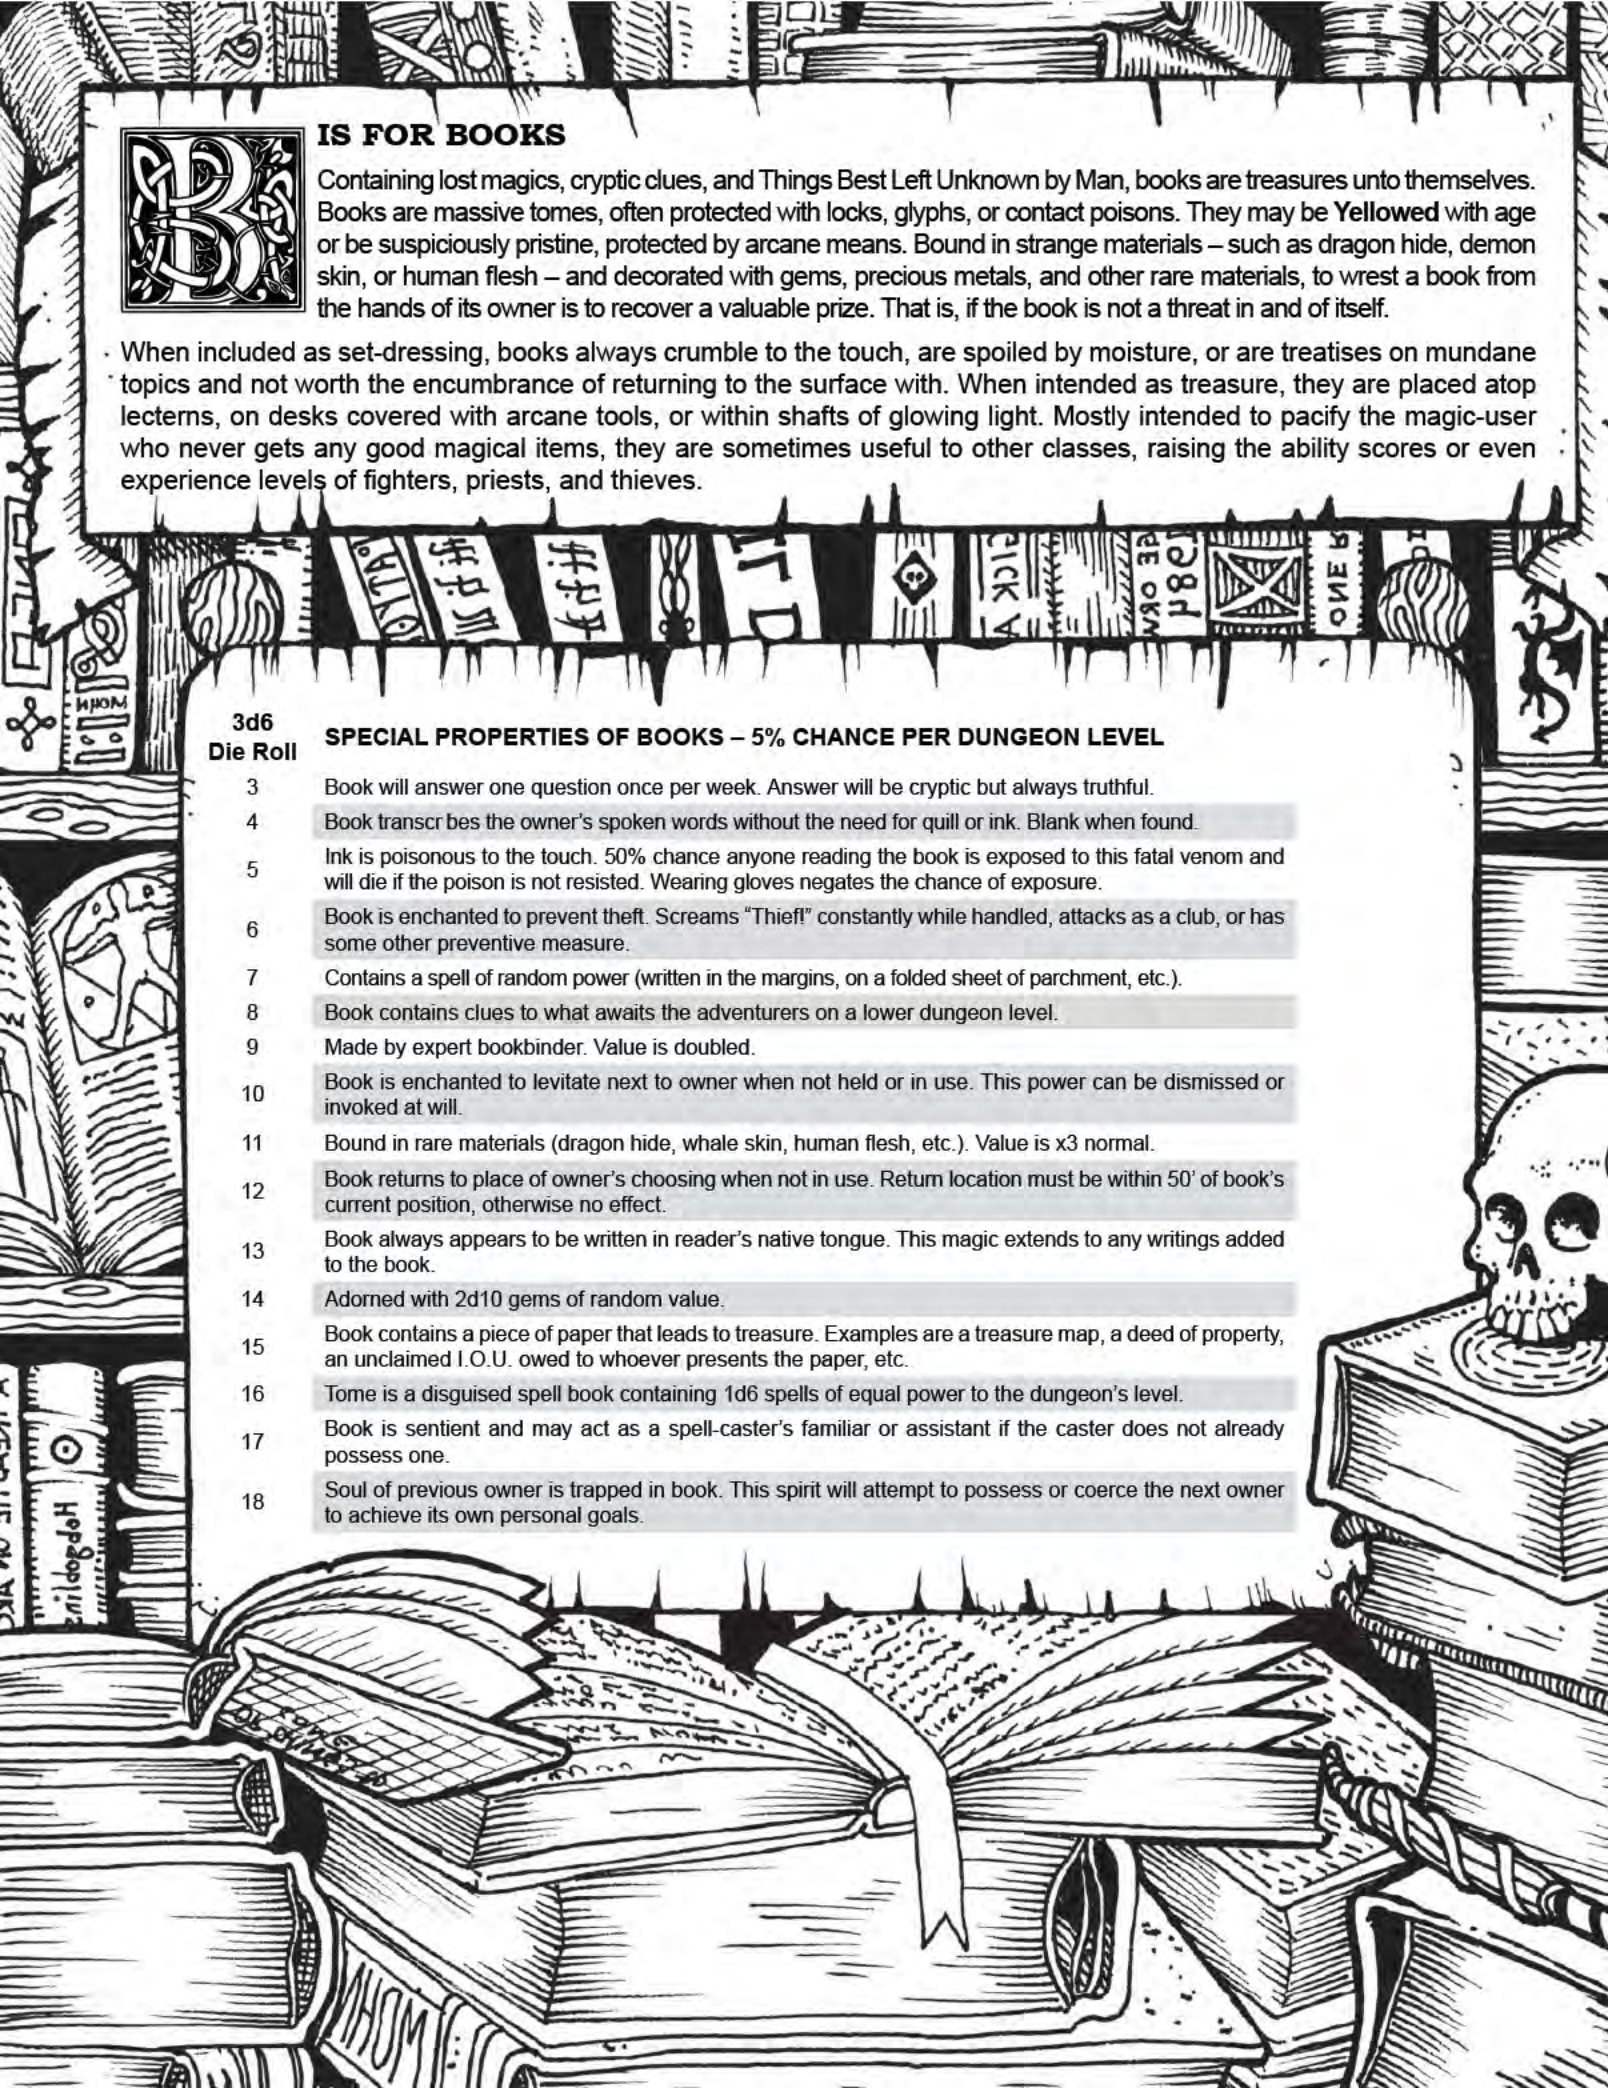 B IS FOR BOOKS
Containing lost magics, cryptic clues, and Things Best Left Unknown by Man, books are treasures unto themselves.
Books are massive tomes, often protected with locks, glyphs, or contact poisons. They may be Yellowed with age
or be suspiciously pristine, protected by arcane means. Bound in strange materials – such as dragon hide, demon
skin, or human flesh – and decorated with gems, precious metals, and other rare materials, to wrest a book from
the hands of its owner is to recover a valuable prize. That is, if the book is not a threat in and of itself.
When included as set-dressing, books always crumble to the touch, are spoiled by moisture, or are treatises on mundane
topics and not worth the encumbrance of returning to the surface with. When intended as treasure, they are placed atop
lecterns, on desks covered with arcane tools, or within shafts of glowing light. Mostly intended to pacify the magic-user
who never gets any good magical items, they are sometimes useful to other classes, raising the ability scores or even
experience levels of fighters, priests, and thieves.
1984
3d6
Die Roll
SPECIAL PROPERTIES OF BOOKS – 5% CHANCE PER DUNGEON LEVEL
3 Book will answer one question once per week. Answer will be cryptic but always truthful.
4 Book transcr bes the owner's spoken words without the need for quill or ink. Blank when found.
5 Ink is poisonous to the touch. 50% chance anyone reading the book is exposed to this fatal venom and
will die if the poison is not resisted. Wearing gloves negates the chance of exposure.
6 Book is enchanted to prevent theft. Screams "Thief!" constantly while handled, attacks as a club, or has
some other preventive measure.
7 Contains a spell of random power (written in the margins, on a folded sheet of parchment, etc.).
8 Book contains clues to what awaits the adventurers on a lower dungeon level.
9 Made by expert bookbinder. Value is doubled.
10 Book is enchanted to levitate next to owner when not held or in use. This power can be dismissed or
invoked at will.
11 Bound in rare materials (dragon hide, whale skin, human flesh, etc.). Value is x3 normal.
12 Book returns to place of owner's choosing when not in use. Return location must be within 50' of book's
current position, otherwise no effect.
13 Book always appears to be written in reader's native tongue. This magic extends to any writings added
to the book.
14 Adorned with 2d10 gems of random value.
15 Book contains a piece of paper that leads to treasure. Examples are a treasure map, a deed of property,
an unclaimed I.O.U. owed to whoever presents the paper, etc.
16 Tome is a disguised spell book containing 1d6 spells of equal power to the dungeon's level.
17 Book is sentient and may act as a spell-caster's familiar or assistant if the caster does not already
possess one.
18 Soul of previous owner is trapped in book. This spirit will attempt to possess or coerce the next owner
to achieve its own personal goals.
Hobgoblins